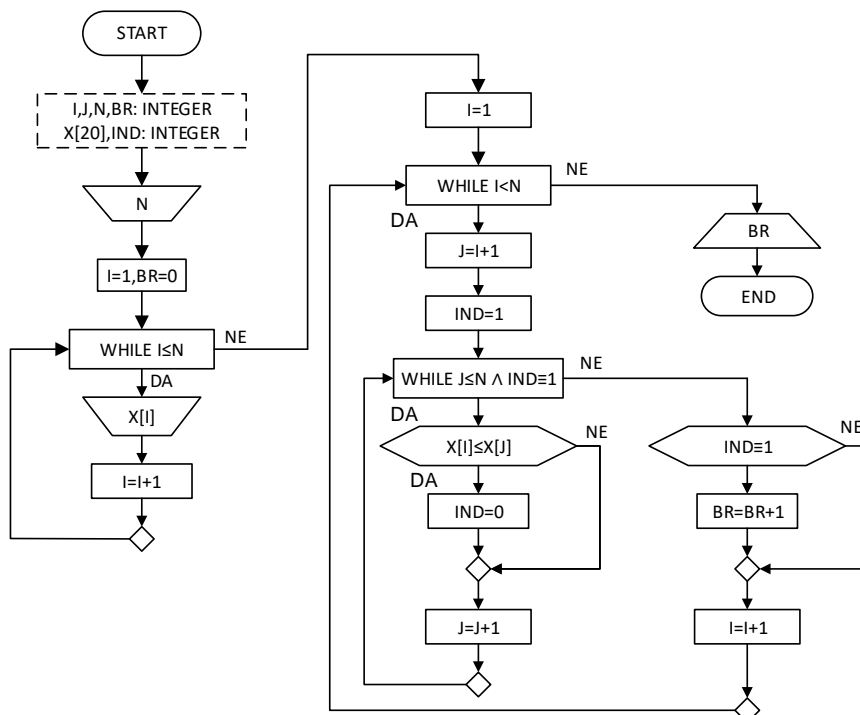 START
I,J,N,BR: INTEGER
X[20],IND: INTEGER
N
I=1,BR=0
WHILE I≤N
NE
DA
X[I]
I=I+1
I=1
WHILE I<N
NE
DA
BR
END
J=I+1
IND=1
WHILE J≤N ∧ IND≡1
NE
DA
X[I]≤X[J]
NE
DA
IND=0
J=J+1
IND≡1
NE
BR=BR+1
I=I+1